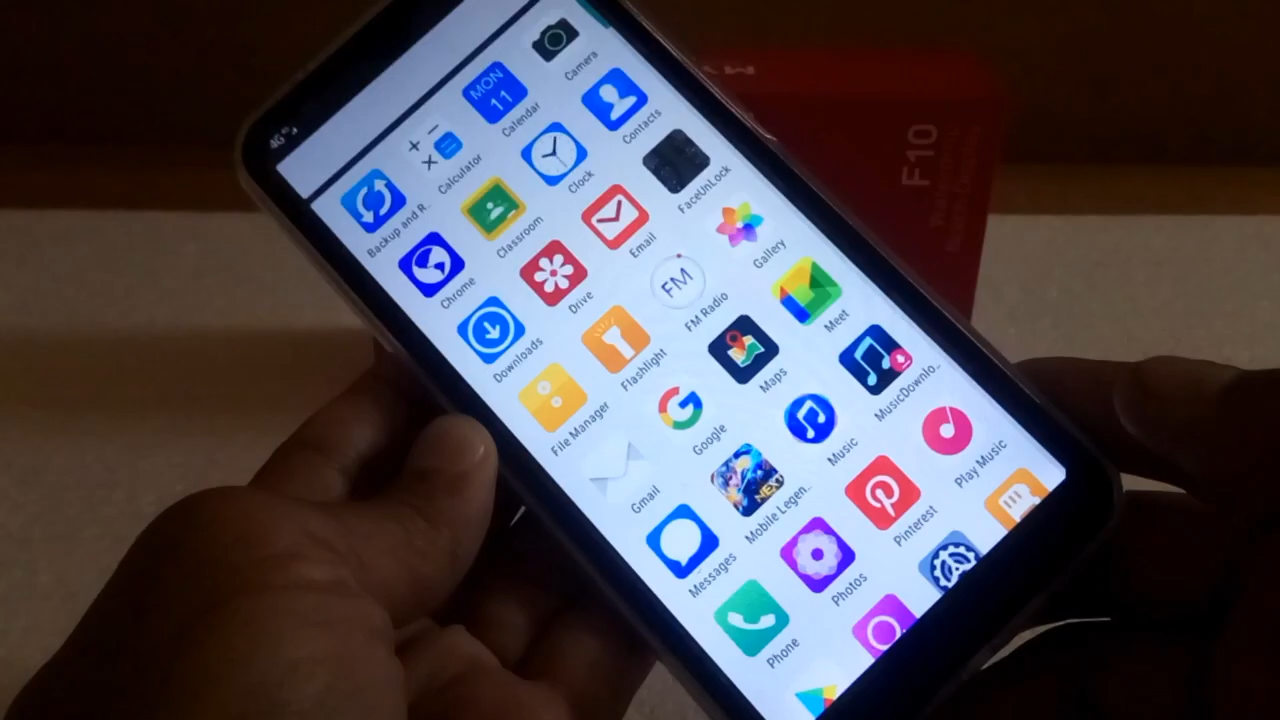 4G
MON
11
Backup and R..
Calculator
Calendar
Camera
Chrome
Classroom
Clock
Contacts
Downloads
Drive
Email
FaceUnLock
FM
File Manager
Flashlight
FM Radio
Gallery
Gmail
Google
Maps
Meet
NEXT
Messages
Mobile Legen..
Music
MusicDownlo..
Phone
Photos
Pinterest
Play Music
F10